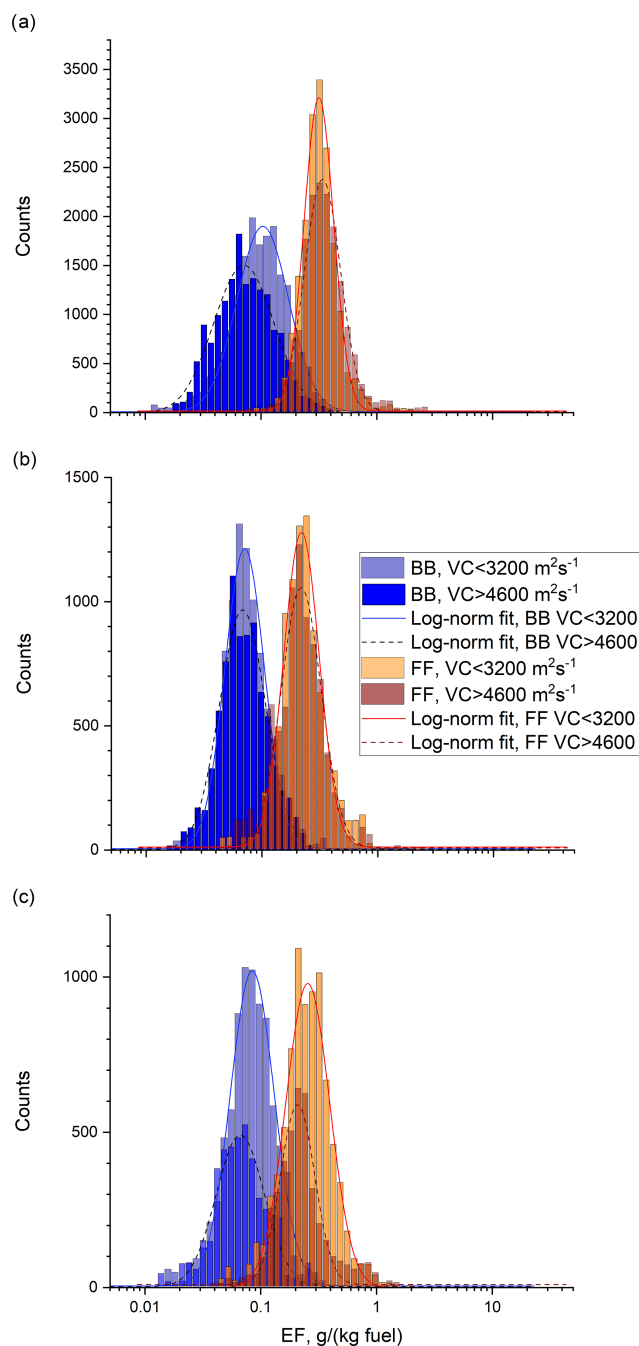 (a)
3500
3000
2500
2000
1500
1000
500
0
Counts
(b)
1500
1000
500
0
Counts
BB, VC<3200 m²s⁻¹
BB, VC>4600 m²s⁻¹
Log-norm fit, BB VC<3200
Log-norm fit, BB VC>4600
FF, VC<3200 m²s⁻¹
FF, VC>4600 m²s⁻¹
Log-norm fit, FF VC<3200
Log-norm fit, FF VC>4600
(c)
1000
500
0
Counts
0.01 0.1 1 10
EF, g/(kg fuel)